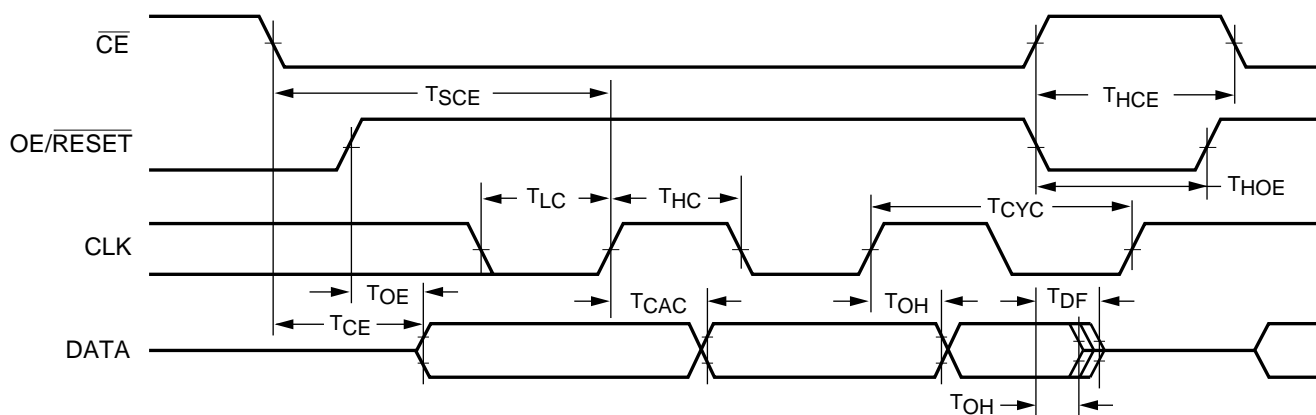 CE
TSCE
THCE
OE/RESET
TLC
THC
TCYC
THOE
CLK
TOE
TCAC
TOH
TDF
TCE
DATA
TOH